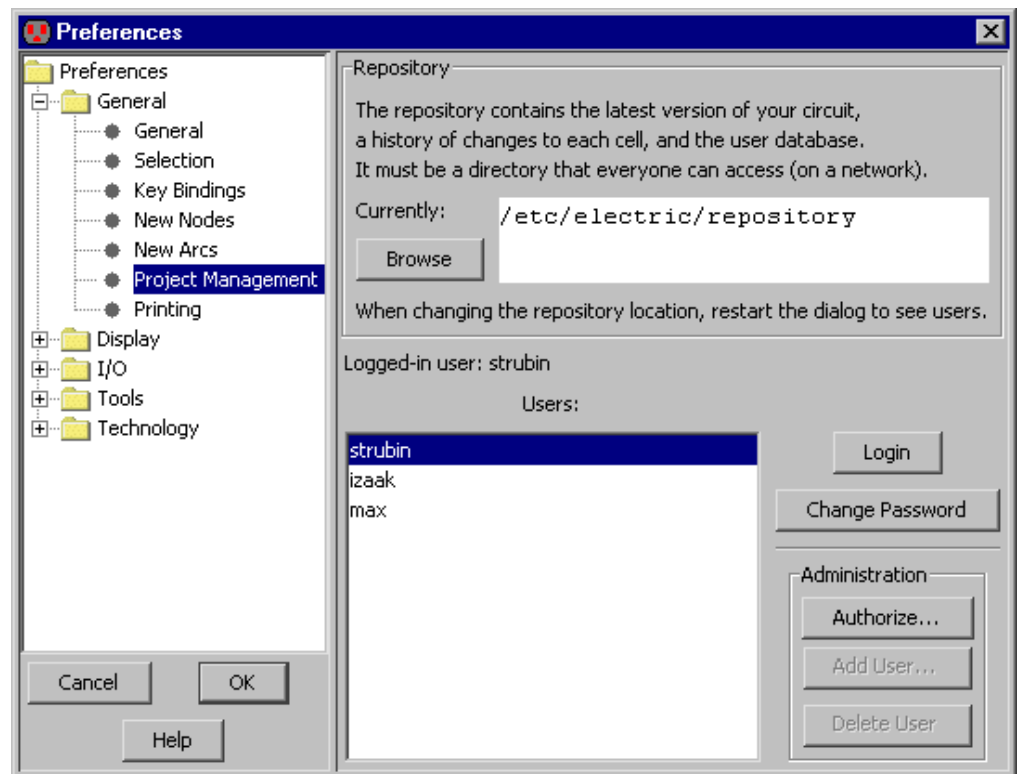 Preferences
Preferences
General
General
Selection
Key Bindings
New Nodes
New Arcs
Project Management
Printing
Display
I/O
Tools
Technology
Cancel
OK
Help
Repository
The repository contains the latest version of your circuit,
a history of changes to each cell, and the user database.
It must be a directory that everyone can access (on a network).
Currently:
/etc/electric/repository
Browse
When changing the repository location, restart the dialog to see users.
Logged-in user: strubin
Users:
strubin
izaak
max
Login
Change Password
Administration
Authorize...
Add User...
Delete User